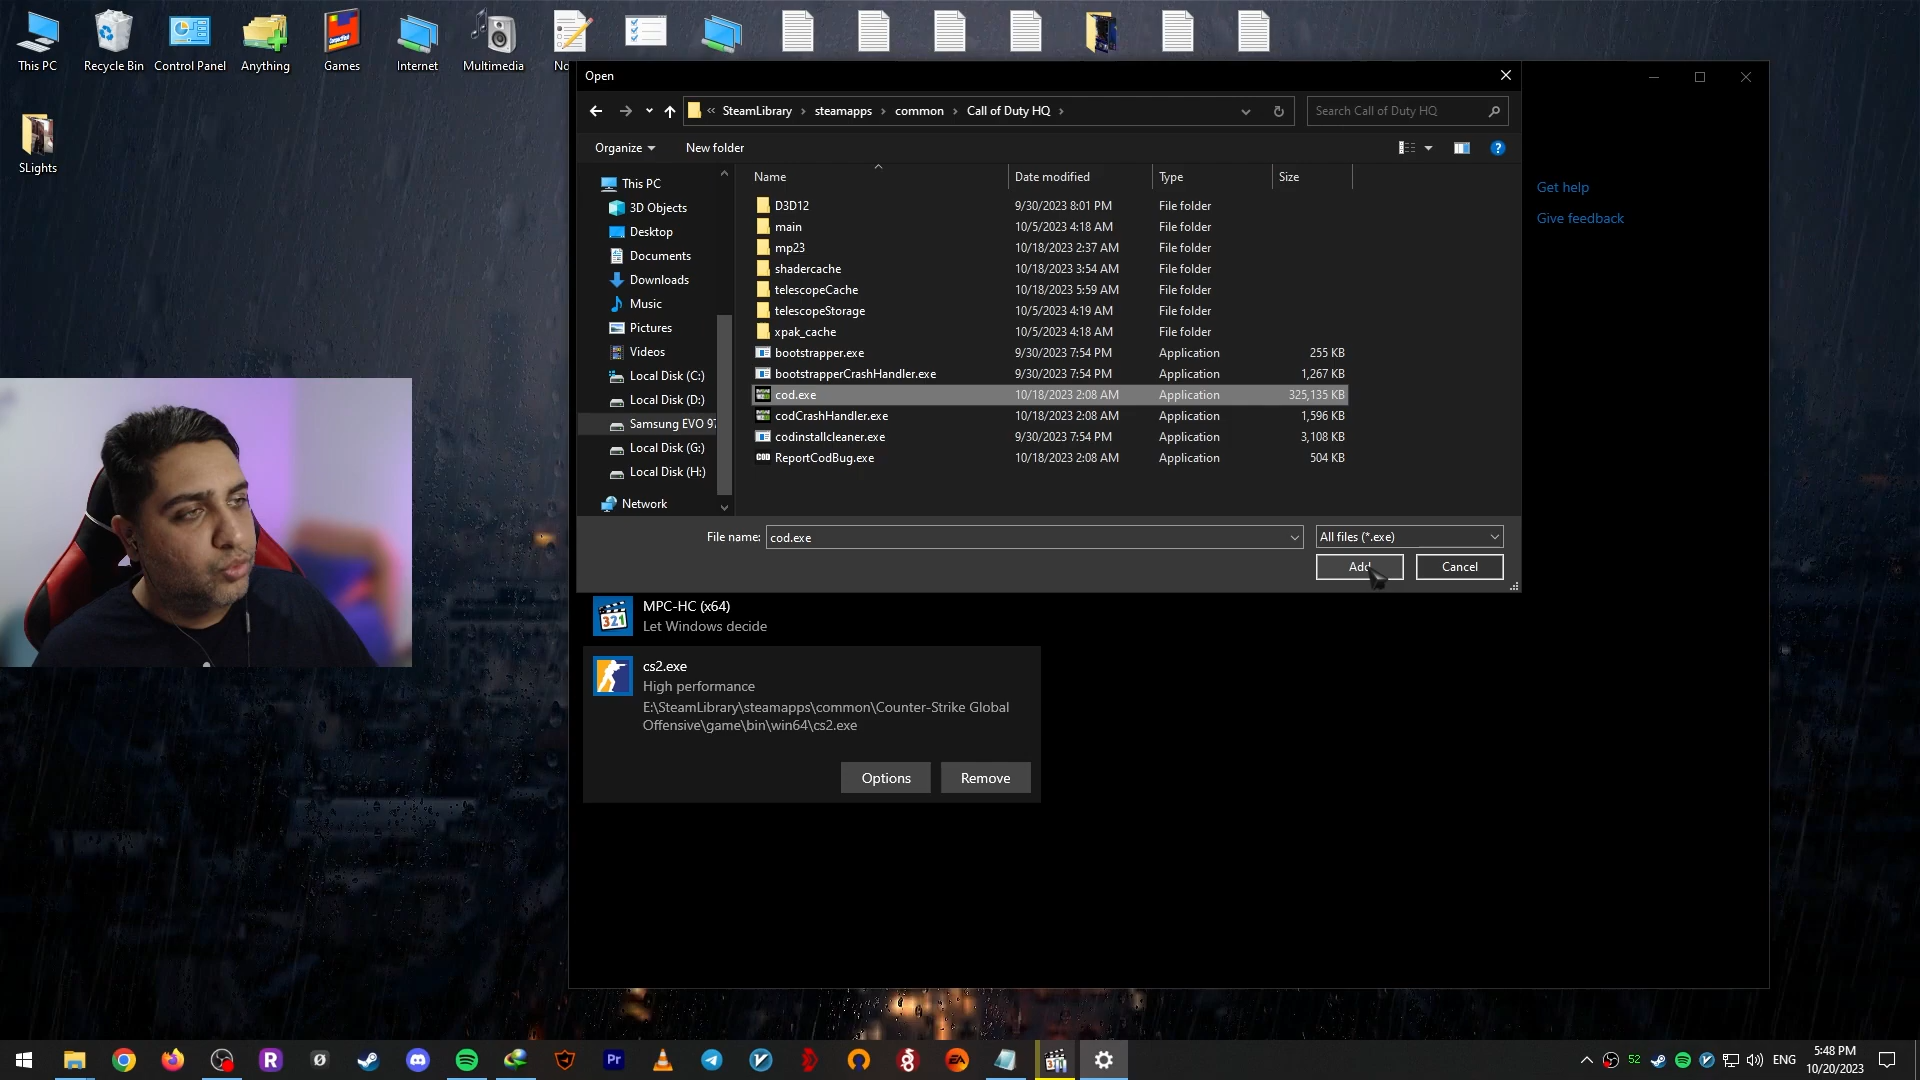 This PC
Recycle Bin
Control Panel
Anything
Games
Internet
Multimedia
SLights
Open
« SteamLibrary › steamapps › common › Call of Duty HQ ›
Search Call of Duty HQ
Organize
New folder
Get help
Give feedback
This PC
3D Objects
Desktop
Documents
Downloads
Music
Pictures
Videos
Local Disk (C:)
Local Disk (D:)
Samsung EVO 97
Local Disk (G:)
Local Disk (H:)
Network
Name Date modified Type Size
D3D12 9/30/2023 8:01 PM File folder
main 10/5/2023 4:18 AM File folder
mp23 10/18/2023 2:37 AM File folder
shadercache 10/18/2023 3:54 AM File folder
telescopeCache 10/18/2023 5:59 AM File folder
telescopeStorage 10/5/2023 4:19 AM File folder
xpak_cache 10/5/2023 4:18 AM File folder
bootstrapper.exe 9/30/2023 7:54 PM Application 255 KB
bootstrapperCrashHandler.exe 9/30/2023 7:54 PM Application 1,267 KB
cod.exe 10/18/2023 2:08 AM Application 325,135 KB
codCrashHandler.exe 10/18/2023 2:08 AM Application 1,596 KB
codinstallcleaner.exe 9/30/2023 7:54 PM Application 3,108 KB
COD ReportCodBug.exe 10/18/2023 2:08 AM Application 504 KB
File name: cod.exe
All files (*.exe)
Add
Cancel
321
MPC-HC (x64)
Let Windows decide
cs2.exe
High performance
E:\SteamLibrary\steamapps\common\Counter-Strike Global
Offensive\game\bin\win64\cs2.exe
Options
Remove
R
Pr
EA
52
ENG
5:48 PM
10/20/2023